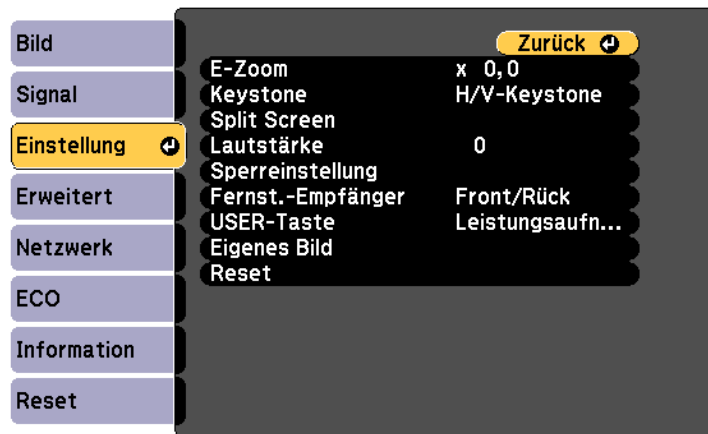 Bild
Signal
Einstellung
Erweitert
Netzwerk
ECO
Information
Reset
Zurück
E-Zoom x 0,0
Keystone H/V-Keystone
Split Screen
Lautstärke 0
Sperreinstellung
Fernst.-Empfänger Front/Rück
USER-Taste Leistungsaufn...
Eigenes Bild
Reset